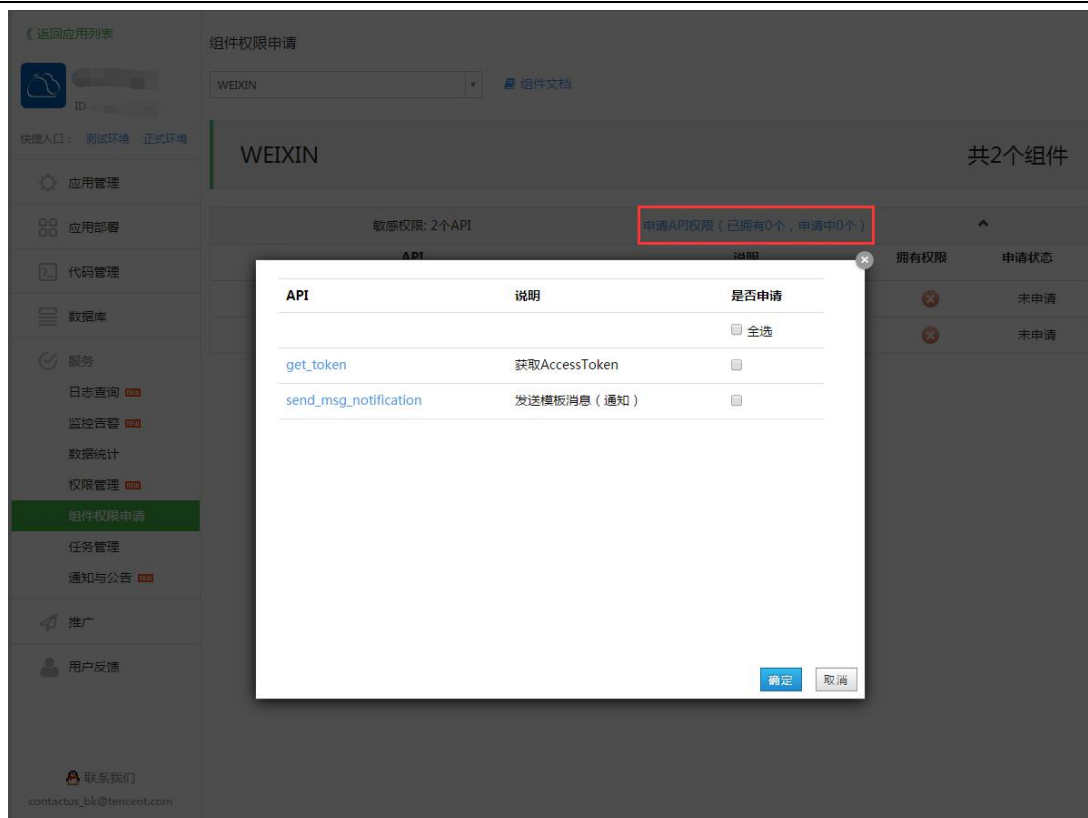 《返回应用列表
ID
快捷入口： 测试环境 正式环境
应用管理
应用部署
代码管理
数据库
服务
日志查询
监控告警
数据统计
权限管理
组件权限申请
任务管理
通知与公告
推广
用户反馈
联系我们
contactus_bk@tencent.com
组件权限申请
WEIXIN 组件文档
WEIXIN 共2个组件
敏感权限: 2个API 申请API权限（已拥有0个，申请中0个）
API 说明 拥有权限 申请状态
未申请
未申请
API 说明 是否申请
全选
get_token 获取AccessToken
send_msg_notification 发送模板消息（通知）
确定 取消